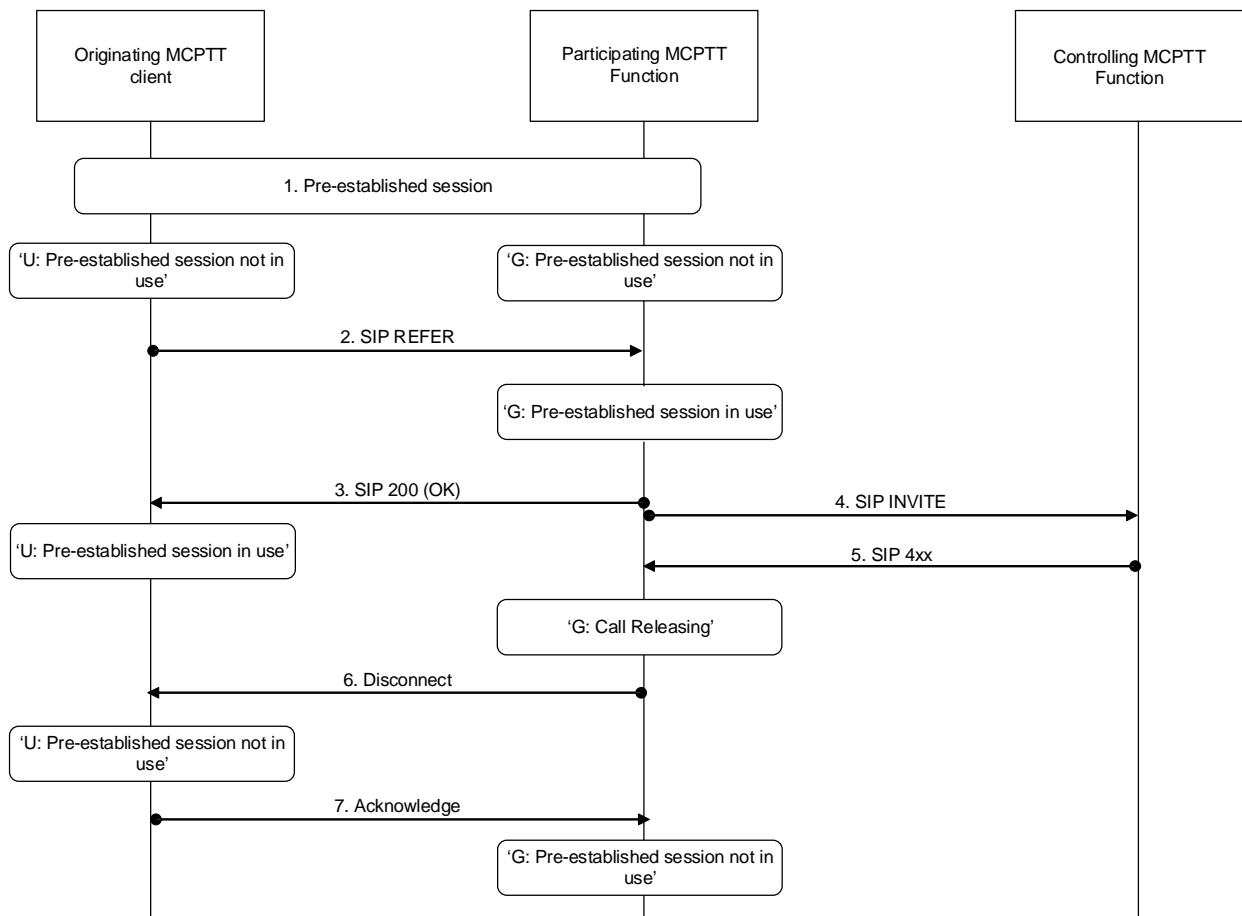 Originating MCPTT
client
Participating MCPTT
Function
Controlling MCPTT
Function
1. Pre-established session
‘U: Pre-established session not in
use’
‘G: Pre-established session not in
use’
2. SIP REFER
‘G: Pre-established session in use’
3. SIP 200 (OK)
4. SIP INVITE
‘U: Pre-established session in use’
5. SIP 4xx
‘G: Call Releasing’
6. Disconnect
‘U: Pre-established session not in
use’
7. Acknowledge
‘G: Pre-established session not in
use’